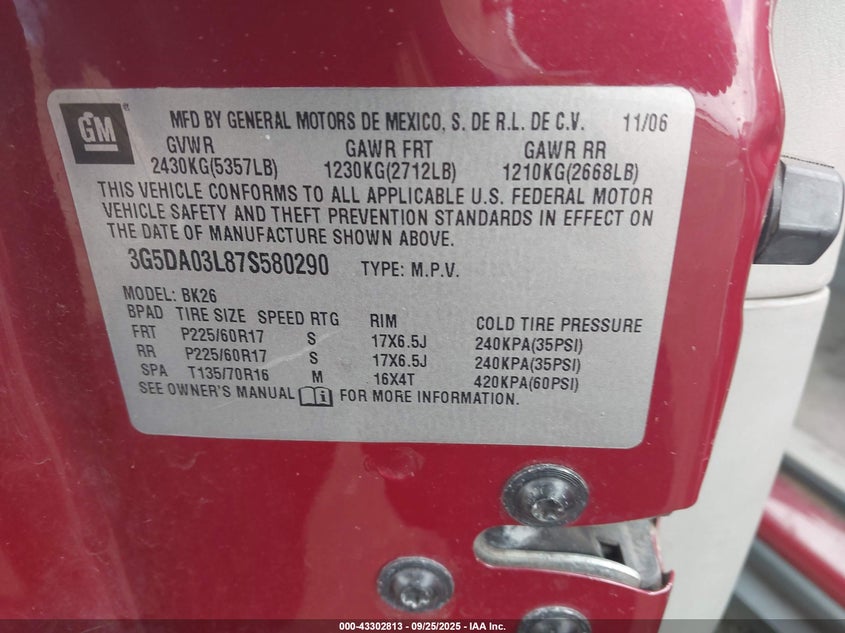 GM
MFD BY GENERAL MOTORS DE MEXICO, S. DE R.L. DE C.V. 11/06
GVWR GAWR FRT GAWR RR
2430KG(5357LB) 1230KG(2712LB) 1210KG(2668LB)
THIS VEHICLE CONFORMS TO ALL APPLICABLE U.S. FEDERAL MOTOR
VEHICLE SAFETY AND THEFT PREVENTION STANDARDS IN EFFECT ON
THE DATE OF MANUFACTURE SHOWN ABOVE.
3G5DA03L87S580290 TYPE: M.P.V.
MODEL: BK26
BPAD TIRE SIZE SPEED RTG RIM COLD TIRE PRESSURE
FRT P225/60R17 S 17X6.5J 240KPA(35PSI)
RR P225/60R17 S 17X6.5J 240KPA(35PSI)
SPA T135/70R16 M 16X4T 420KPA(60PSI)
SEE OWNER'S MANUAL FOR MORE INFORMATION.
000-43302813 - 09/25/2025 - IAA Inc.